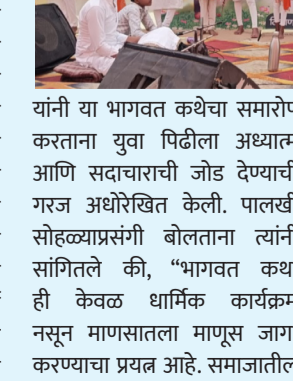 यांनी या भागवत कथेचा समारोप
करताना युवा पिढीला अध्यात्म
आणि सदाचाराची जोड देण्याची
गरज अधोरेखित केली. पालखी
सोहळ्याप्रसंगी बोलताना त्यांनी
सांगितले की, “भागवत कथा
ही केवळ धार्मिक कार्यक्रम
नसून माणसातला माणूस जागा
करण्याचा प्रयत्न आहे. समाजातील